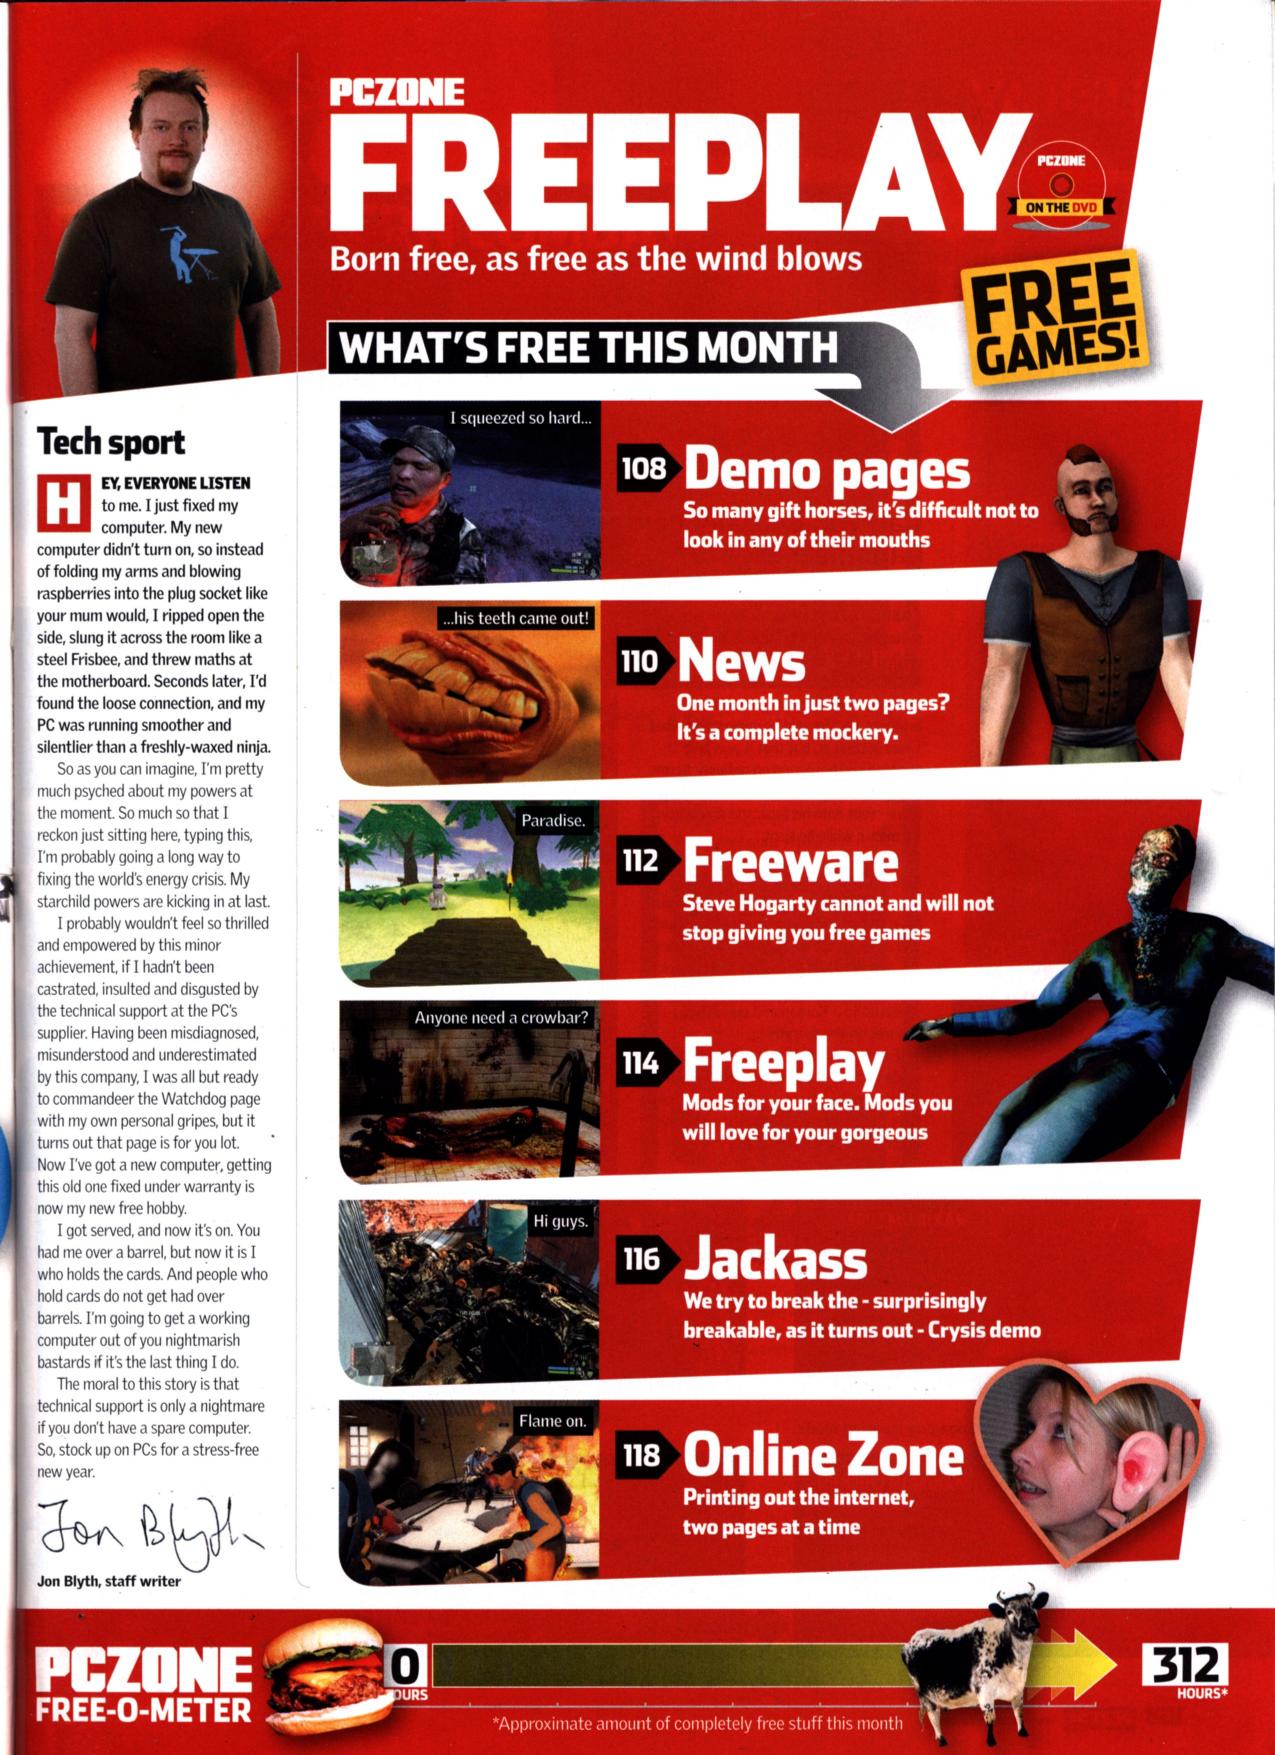 PCZONE
FREEPLAY
Born free, as free as the wind blows
PCZONE
ON THE DVD
FREE
GAMES!
WHAT'S FREE THIS MONTH
Tech sport
HEY, EVERYONE LISTEN
to me. I just fixed my
computer. My new
computer didn't turn on, so instead
of folding my arms and blowing
raspberries into the plug socket like
your mum would, I ripped open the
side, slung it across the room like a
steel Frisbee, and threw maths at
the motherboard. Seconds later, I'd
found the loose connection, and my
PC was running smoother and
silentlier than a freshly-waxed ninja.
So as you can imagine, I'm pretty
much psyched about my powers at
the moment. So much so that I
reckon just sitting here, typing this,
I'm probably going a long way to
fixing the world's energy crisis. My
starchild powers are kicking in at last.
I probably wouldn't feel so thrilled
and empowered by this minor
achievement, if I hadn't been
castrated, insulted and disgusted by
the technical support at the PC's
supplier. Having been misdiagnosed,
misunderstood and underestimated
by this company, I was all but ready
to commandeer the Watchdog page
with my own personal gripes, but it
turns out that page is for you lot.
Now I've got a new computer, getting
this old one fixed under warranty is
now my new free hobby.
I got served, and now it's on. You
had me over a barrel, but now it is I
who holds the cards. And people who
hold cards do not get had over
barrels. I'm going to get a working
computer out of you nightmarish
bastards if it's the last thing I do.
The moral to this story is that
technical support is only a nightmare
if you don't have a spare computer.
So, stock up on PCs for a stress-free
new year.
Jon Blyth
Jon Blyth, staff writer
I squeezed so hard...
108 Demo pages
So many gift horses, it's difficult not to
look in any of their mouths
...his teeth came out!
110 News
One month in just two pages?
It's a complete mockery.
Paradise.
112 Freeware
Steve Hogarty cannot and will not
stop giving you free games
Anyone need a crowbar?
114 Freeplay
Mods for your face. Mods you
will love for your gorgeous
Hi guys.
116 Jackass
We try to break the - surprisingly
breakable, as it turns out - Crysis demo
Flame on.
118 Online Zone
Printing out the internet,
two pages at a time
PCZONE
FREE-O-METER
0
OURS
312
HOURS*
*Approximate amount of completely free stuff this month